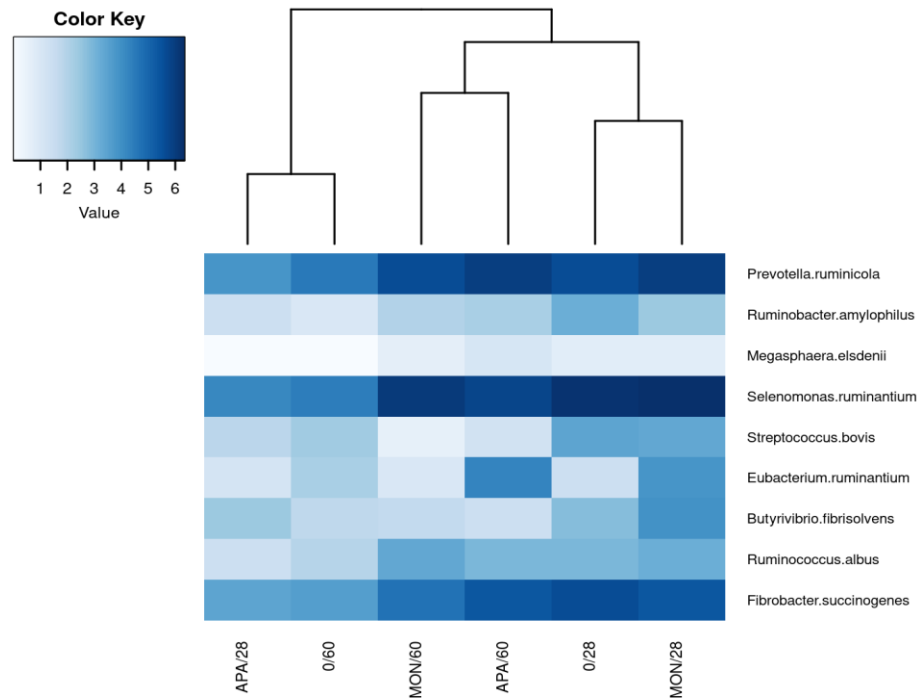 Color Key
1 2 3 4 5 6
Value
Prevotella.ruminicola
Ruminobacter.amylophilus
Megasphaera.elsdenii
Selenomonas.ruminantium
Streptococcus.bovis
Eubacterium.ruminantium
Butyrivibrio.fibrisolvens
Ruminococcus.albus
Fibrobacter.succinogenes
APA/28 0/60 MON/60 APA/60 0/28 MON/28